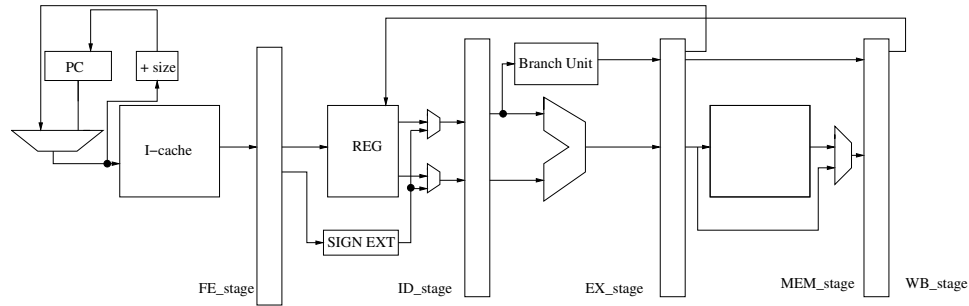 PC
+ size
Branch Unit
I−cache
REG
SIGN EXT
FE_stage
ID_stage
EX_stage
MEM_stage
WB_stage